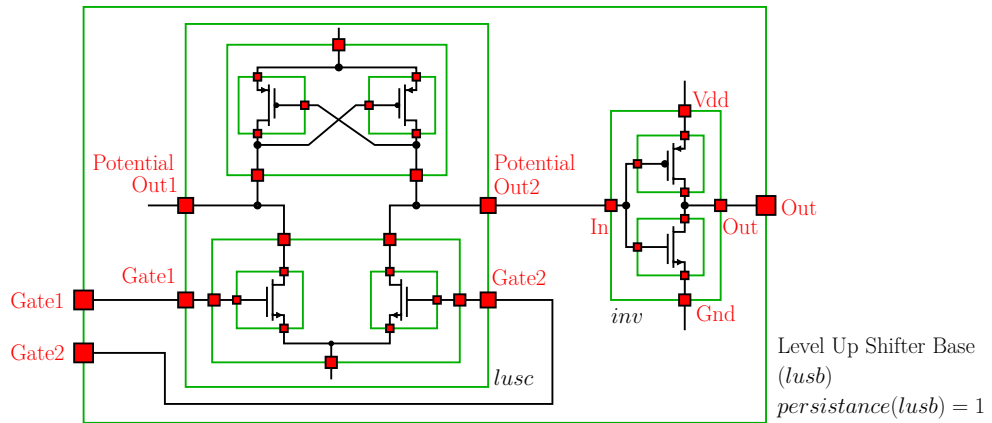 Vdd
Potential
Out1
Potential
Out2
In
Out
Out
Gate1
Gate2
Gate1
Gate2
Gnd
inv
lusc
Level Up Shifter Base
(lusb)
persistance(lusb) = 1